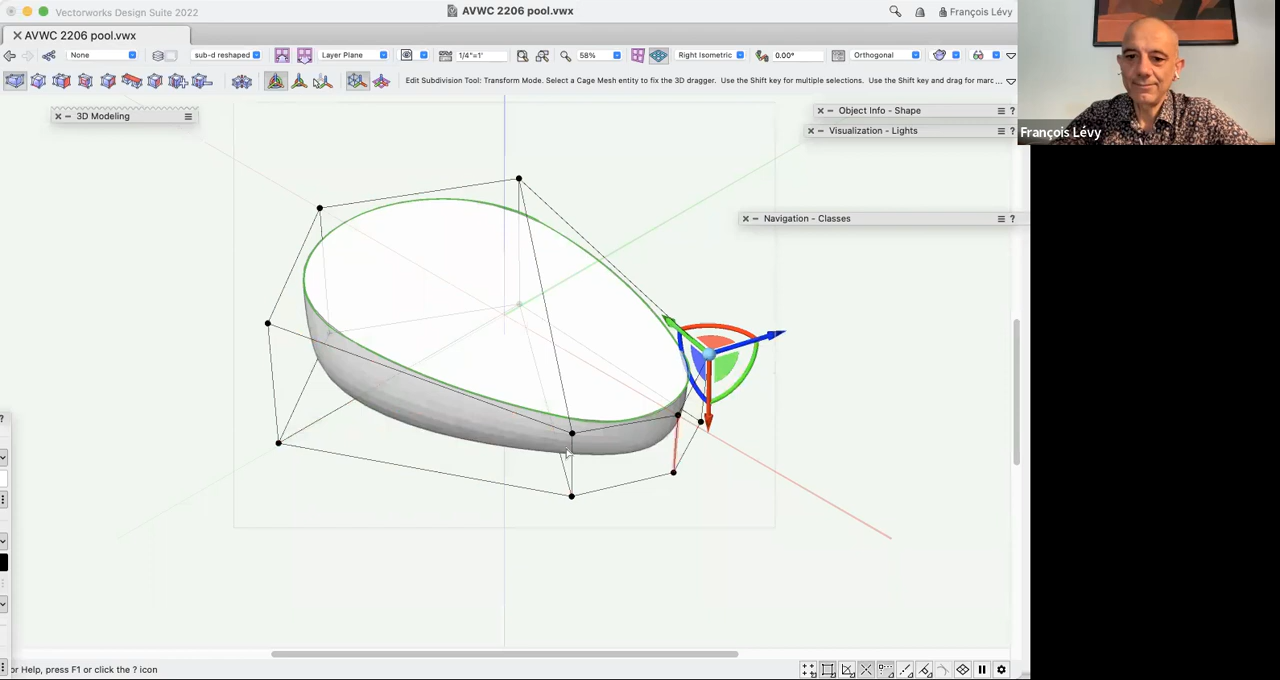 Vectorworks Design Suite 2022
AVWC 2206 pool.vwx
François Lévy
AVWC 2206 pool.vwx
None
sub-d reshaped
Layer Plane
1/4"=1'
58%
Right Isometric
0.00°
Orthogonal
Edit Subdivision Tool: Transform Mode. Select a Cage Mesh entity to fix the 3D dragger. Use the Shift key for multiple selections. Use the Shift key and drag for marc ...
3D Modeling
Object Info - Shape
?
Visualization - Lights
?
François Lévy
Navigation - Classes
?
?
or Help, press F1 or click the ? icon